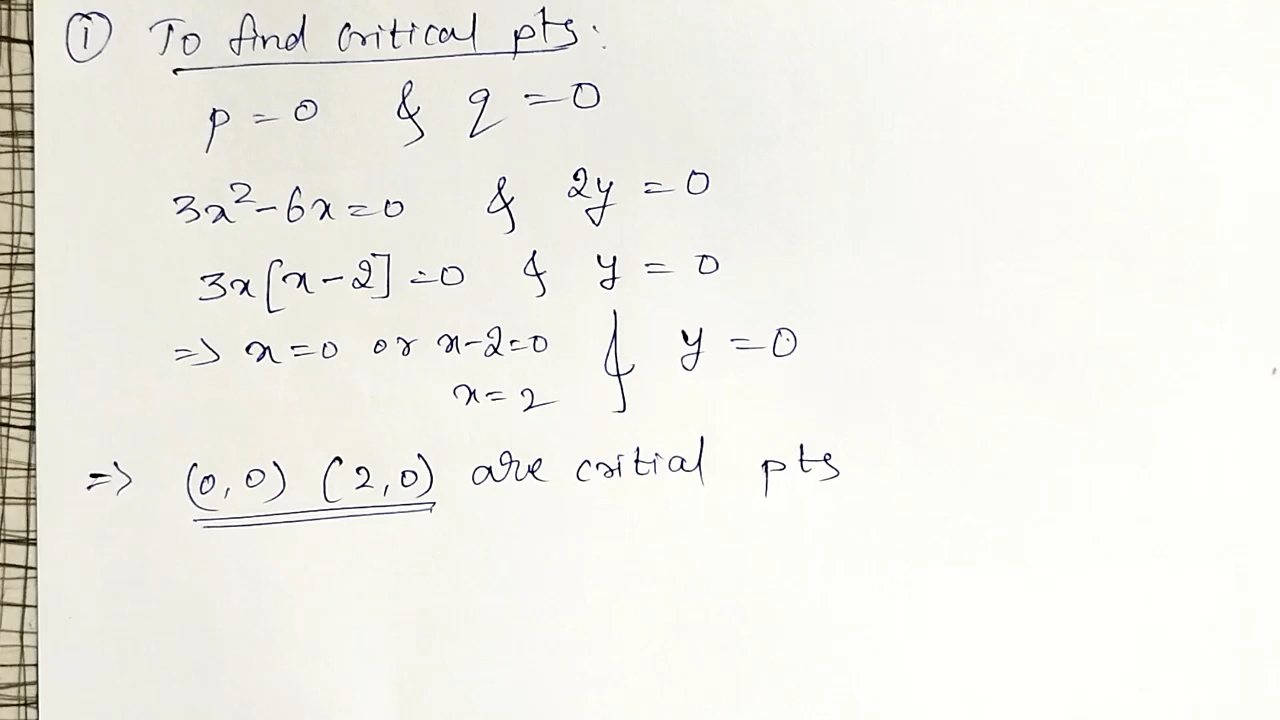 ① To find critical pts:
p = 0 & q = 0
3x² - 6x = 0 & 2y = 0
3x[x - 2] = 0 & y = 0
⇒ x = 0 or x - 2 = 0 & y = 0
x = 2
⇒ (0,0) (2,0) are critial pts